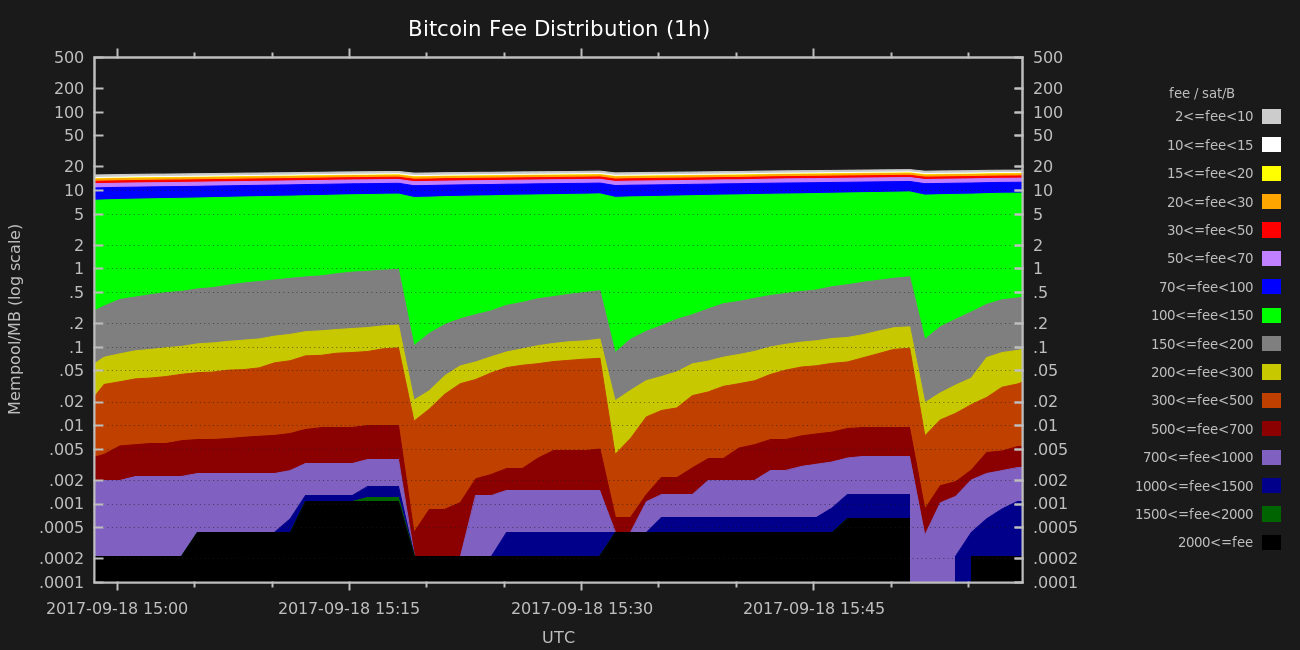 Bitcoin Fee Distribution (1h)
500
200
100
50
20
10
5
2
1
.5
.2
.1
.05
.02
.01
.005
.002
.001
.0005
.0002
.0001
Mempool/MB (log scale)
500
200
100
50
20
10
5
2
1
.5
.2
.1
.05
.02
.01
.005
.002
.001
.0005
.0002
.0001
2017-09-18 15:00
2017-09-18 15:15
2017-09-18 15:30
2017-09-18 15:45
UTC
fee / sat/B
2<=fee<10
10<=fee<15
15<=fee<20
20<=fee<30
30<=fee<50
50<=fee<70
70<=fee<100
100<=fee<150
150<=fee<200
200<=fee<300
300<=fee<500
500<=fee<700
700<=fee<1000
1000<=fee<1500
1500<=fee<2000
2000<=fee